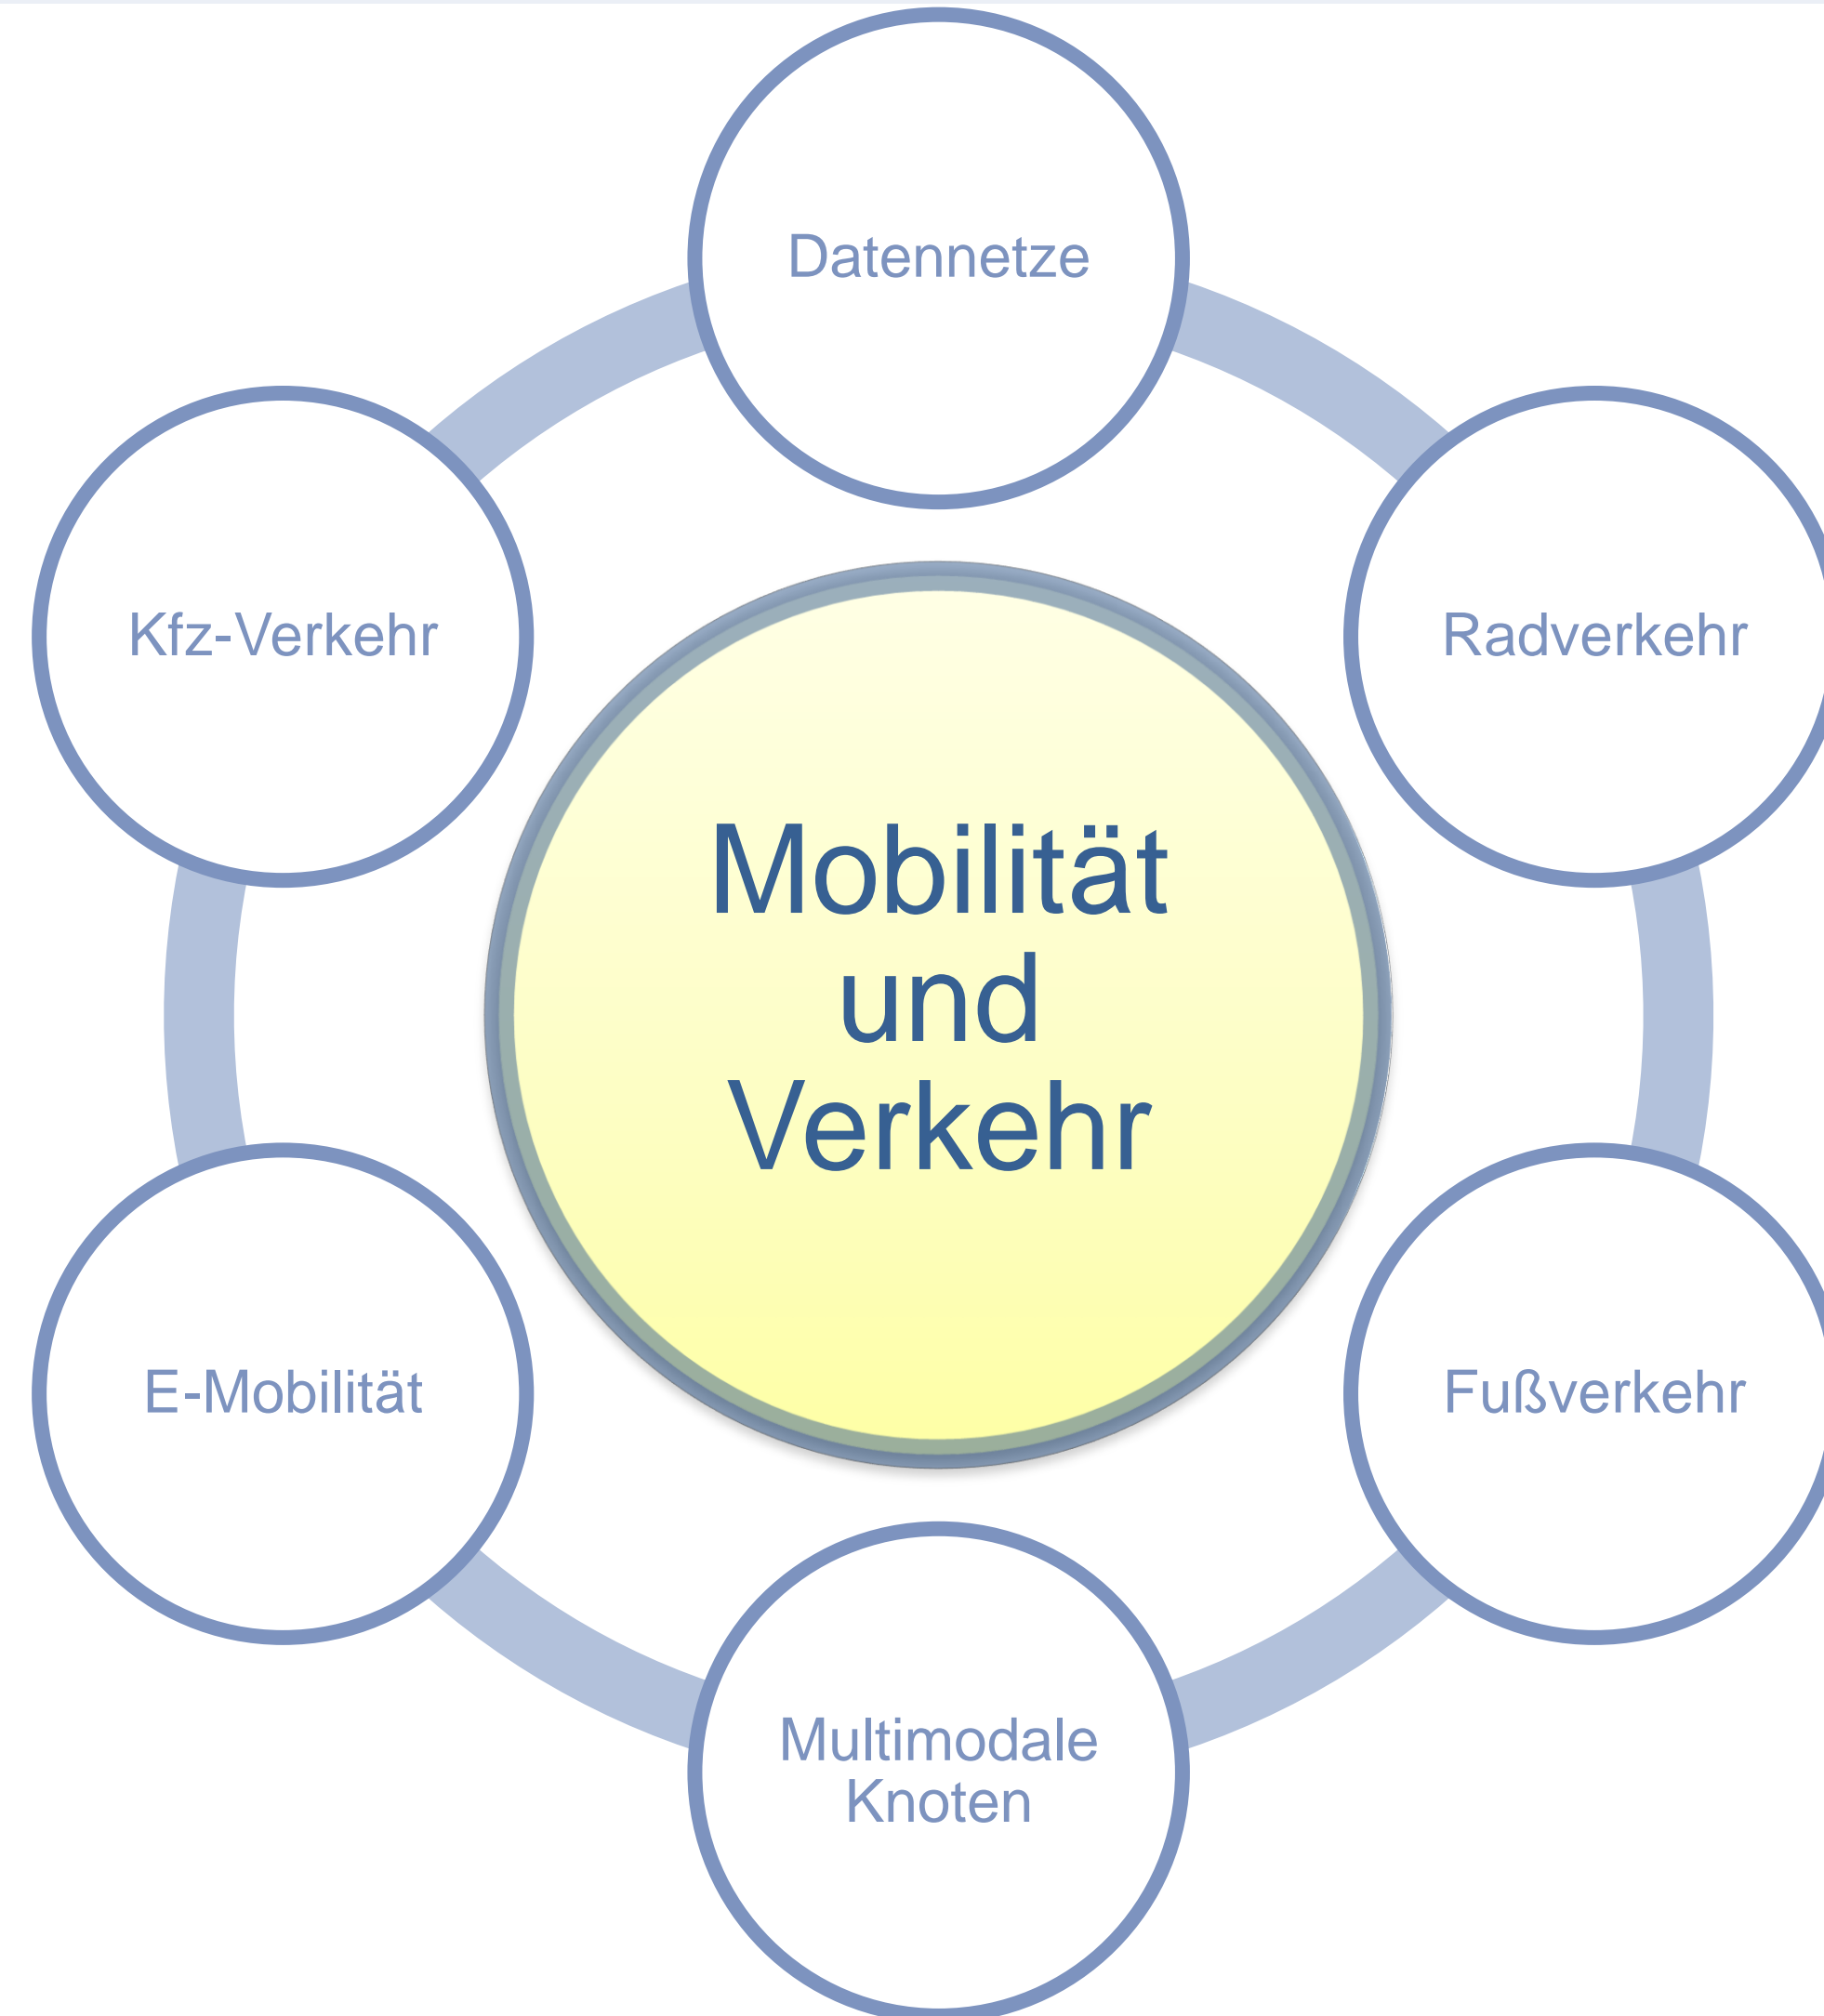 Datennetze
Kfz-Verkehr
Radverkehr
Mobilität
und
Verkehr
E-Mobilität
Fußverkehr
Multimodale
Knoten